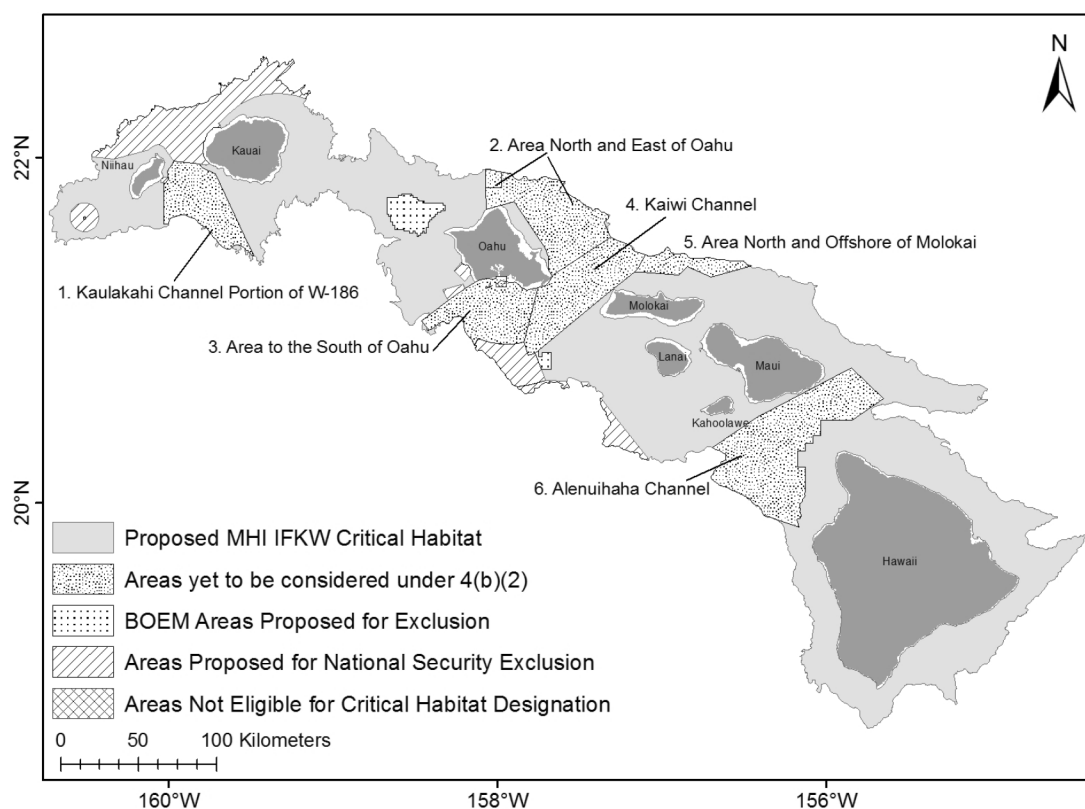 N
22°N
20°N
Kauai
Niihau
2. Area North and East of Oahu
4. Kaiwi Channel
5. Area North and Offshore of Molokai
Oahu
1. Kaulakahi Channel Portion of W-186
Molokai
3. Area to the South of Oahu
Lanai
Maui
Kahoolawe
6. Alenuihaha Channel
Hawaii
Proposed MHI IFKW Critical Habitat
Areas yet to be considered under 4(b)(2)
BOEM Areas Proposed for Exclusion
Areas Proposed for National Security Exclusion
Areas Not Eligible for Critical Habitat Designation
0 50 100 Kilometers
160°W 158°W 156°W